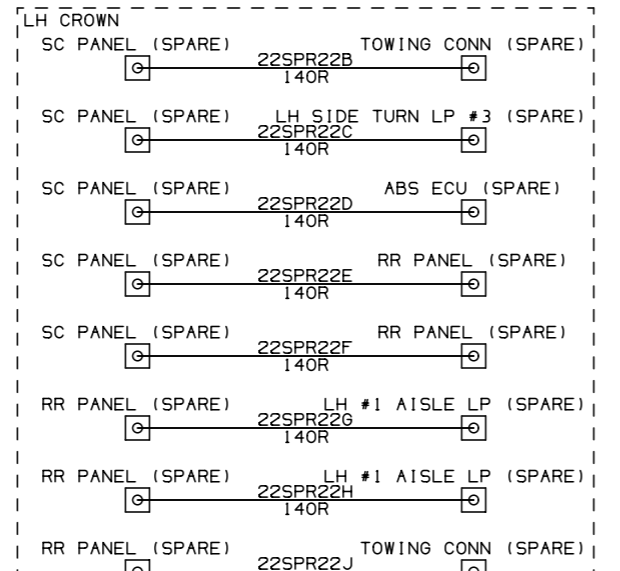 LH CROWN
SC PANEL (SPARE) TOWING CONN (SPARE)
22SPR22B
140R
SC PANEL (SPARE) LH SIDE TURN LP #3 (SPARE)
22SPR22C
140R
SC PANEL (SPARE) ABS ECU (SPARE)
22SPR22D
140R
SC PANEL (SPARE) RR PANEL (SPARE)
22SPR22E
140R
SC PANEL (SPARE) RR PANEL (SPARE)
22SPR22F
140R
RR PANEL (SPARE) LH #1 AISLE LP (SPARE)
22SPR22G
140R
RR PANEL (SPARE) LH #1 AISLE LP (SPARE)
22SPR22H
140R
RR PANEL (SPARE) TOWING CONN (SPARE)
22SPR22J